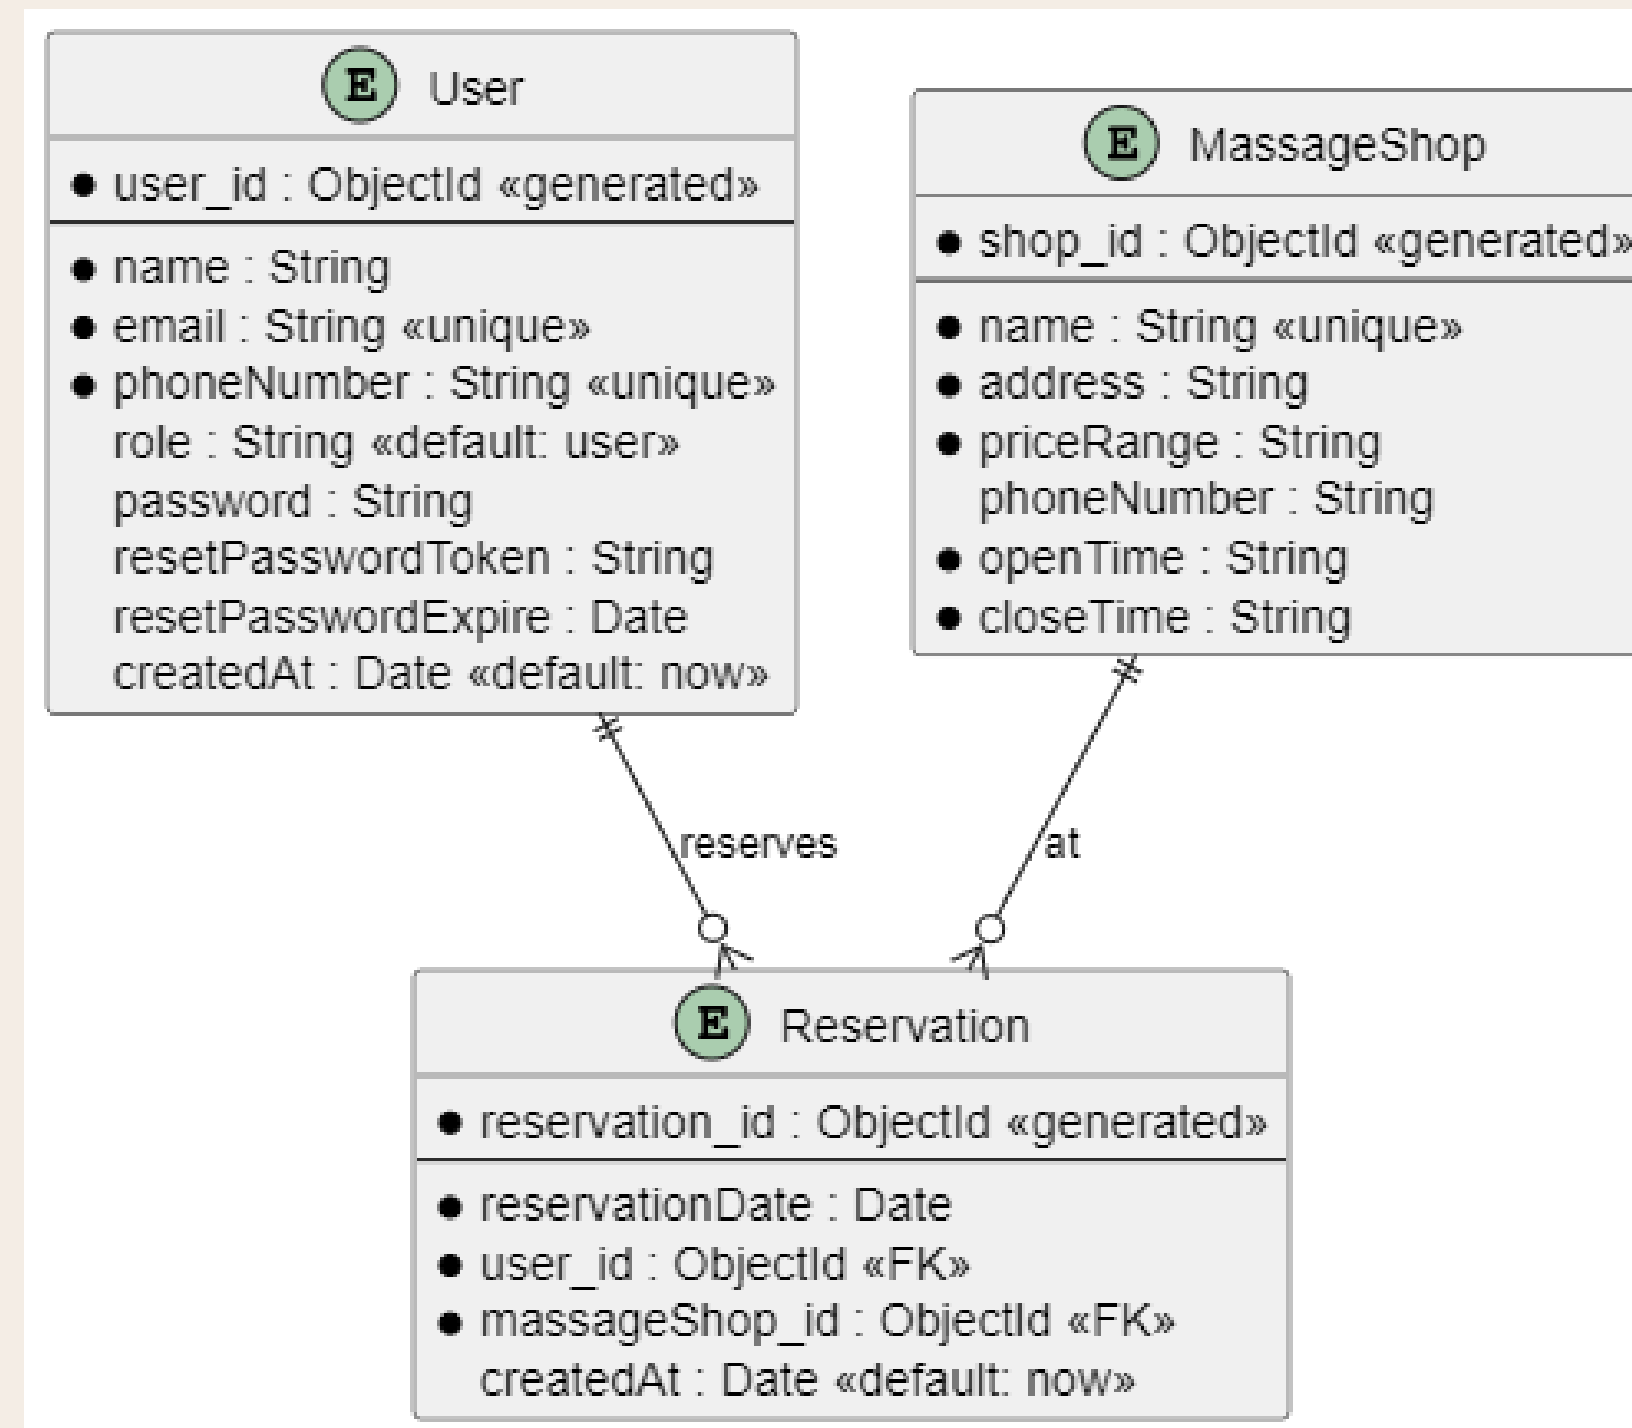 E User
● user_id : ObjectId «generated»
● name : String
● email : String «unique»
● phoneNumber : String «unique»
role : String «default: user»
password : String
resetPasswordToken : String
resetPasswordExpire : Date
createdAt : Date «default: now»
E MassageShop
● shop_id : ObjectId «generated»
● name : String «unique»
● address : String
● priceRange : String
phoneNumber : String
● openTime : String
● closeTime : String
reserves
at
E Reservation
● reservation_id : ObjectId «generated»
● reservationDate : Date
● user_id : ObjectId «FK»
● massageShop_id : ObjectId «FK»
createdAt : Date «default: now»